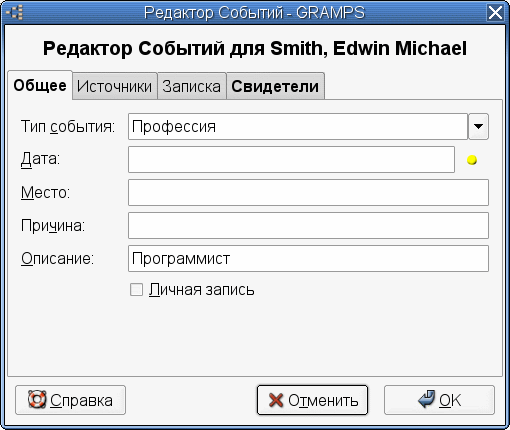 Редактор Событий - GRAMPS
Редактор Событий для Smith, Edwin Michael
Общее Источники Записка Свидетели
Тип события: Профессия
Дата:
Место:
Причина:
Описание: Программист
Личная запись
Справка Отменить OK